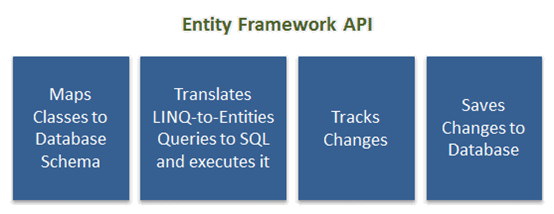 Entity Framework API
Maps
Classes to
Database
Schema
Translates
LINQ-to-Entities
Queries to SQL
and executes it
Tracks
Changes
Saves
Changes to
Database